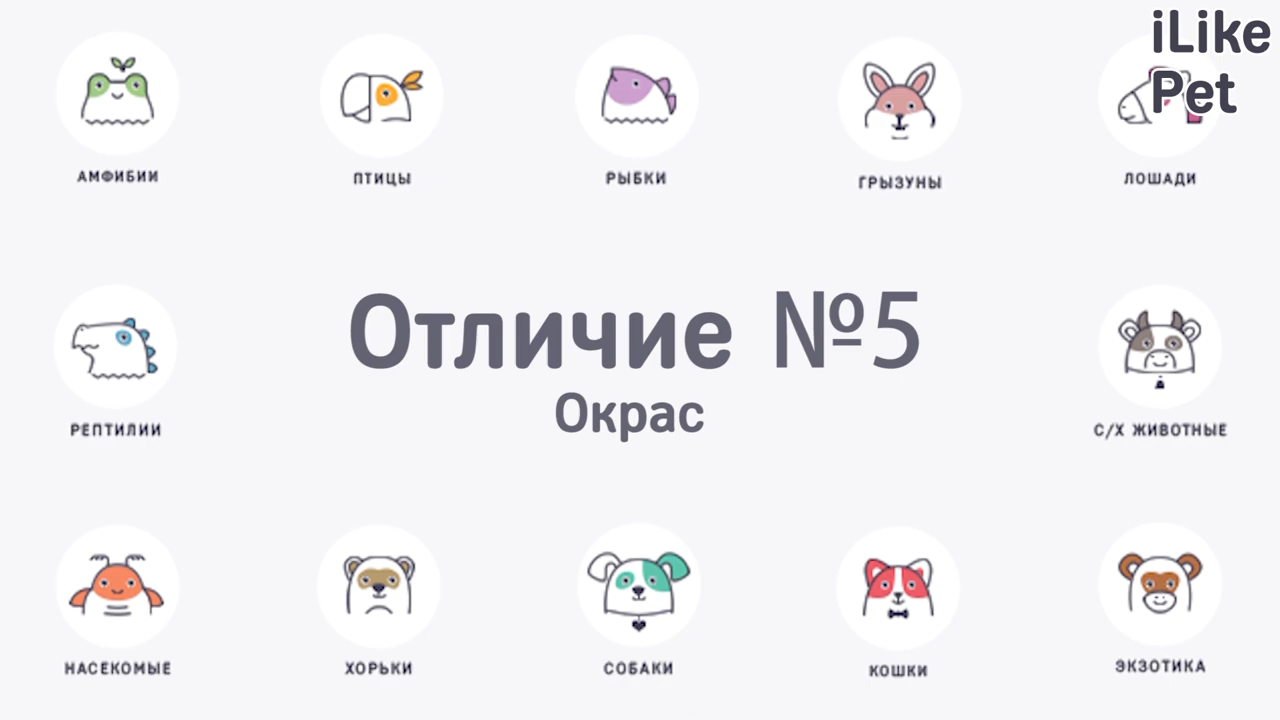 iLike
Pet
АМФИБИИ
ПТИЦЫ
РЫБКИ
ГРЫЗУНЫ
ЛОШАДИ
Отличие №5
Окрас
РЕПТИЛИИ
С/Х ЖИВОТНЫЕ
НАСЕКОМЫЕ
ХОРЬКИ
СОБАКИ
КОШКИ
ЭКЗОТИКА